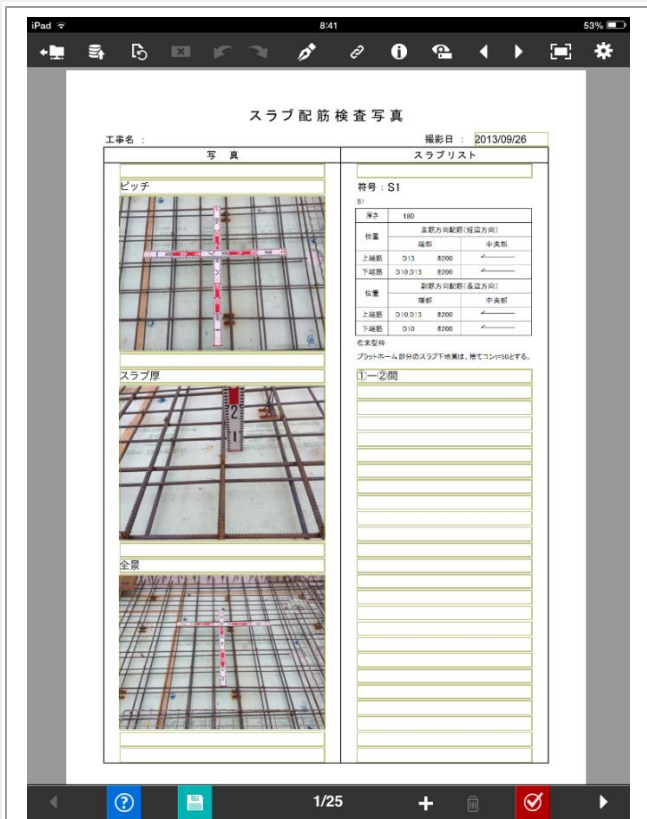 iPad
8:41
53%
スラブ配筋検査写真
工事名 :
撮影日 : 2013/09/26
写 真
スラブリスト
ピッチ
符号 : S1
S1
厚さ 180
位置
主筋方向配筋(短辺方向)
端部 中央部
上端筋 D13 @200
下端筋 D10,D13 @200
位置
副筋方向配筋(長辺方向)
端部 中央部
上端筋 D10,D13 @200
下端筋 D10 @200
在来型枠
プラットホーム部分のスラブ下地業は、捨てコンt=50とする。
スラブ厚
①ー②間
2
1
全景
1/25